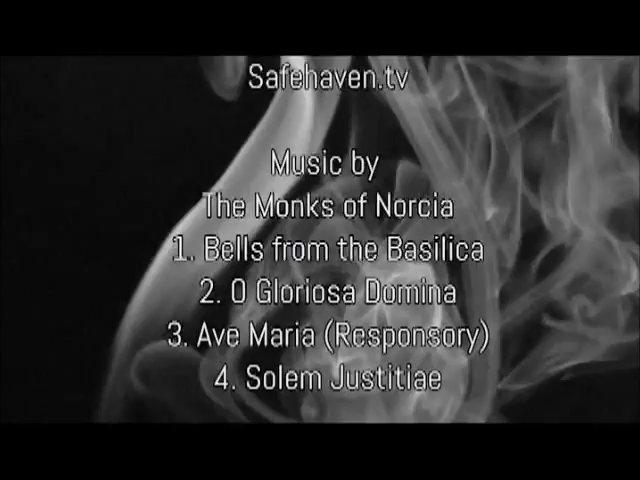 Safehaven.tv
Music by
The Monks of Norcia
1. Bells from the Basilica
2. O Gloriosa Domina
3. Ave Maria (Responsory)
4. Solem Justitiae